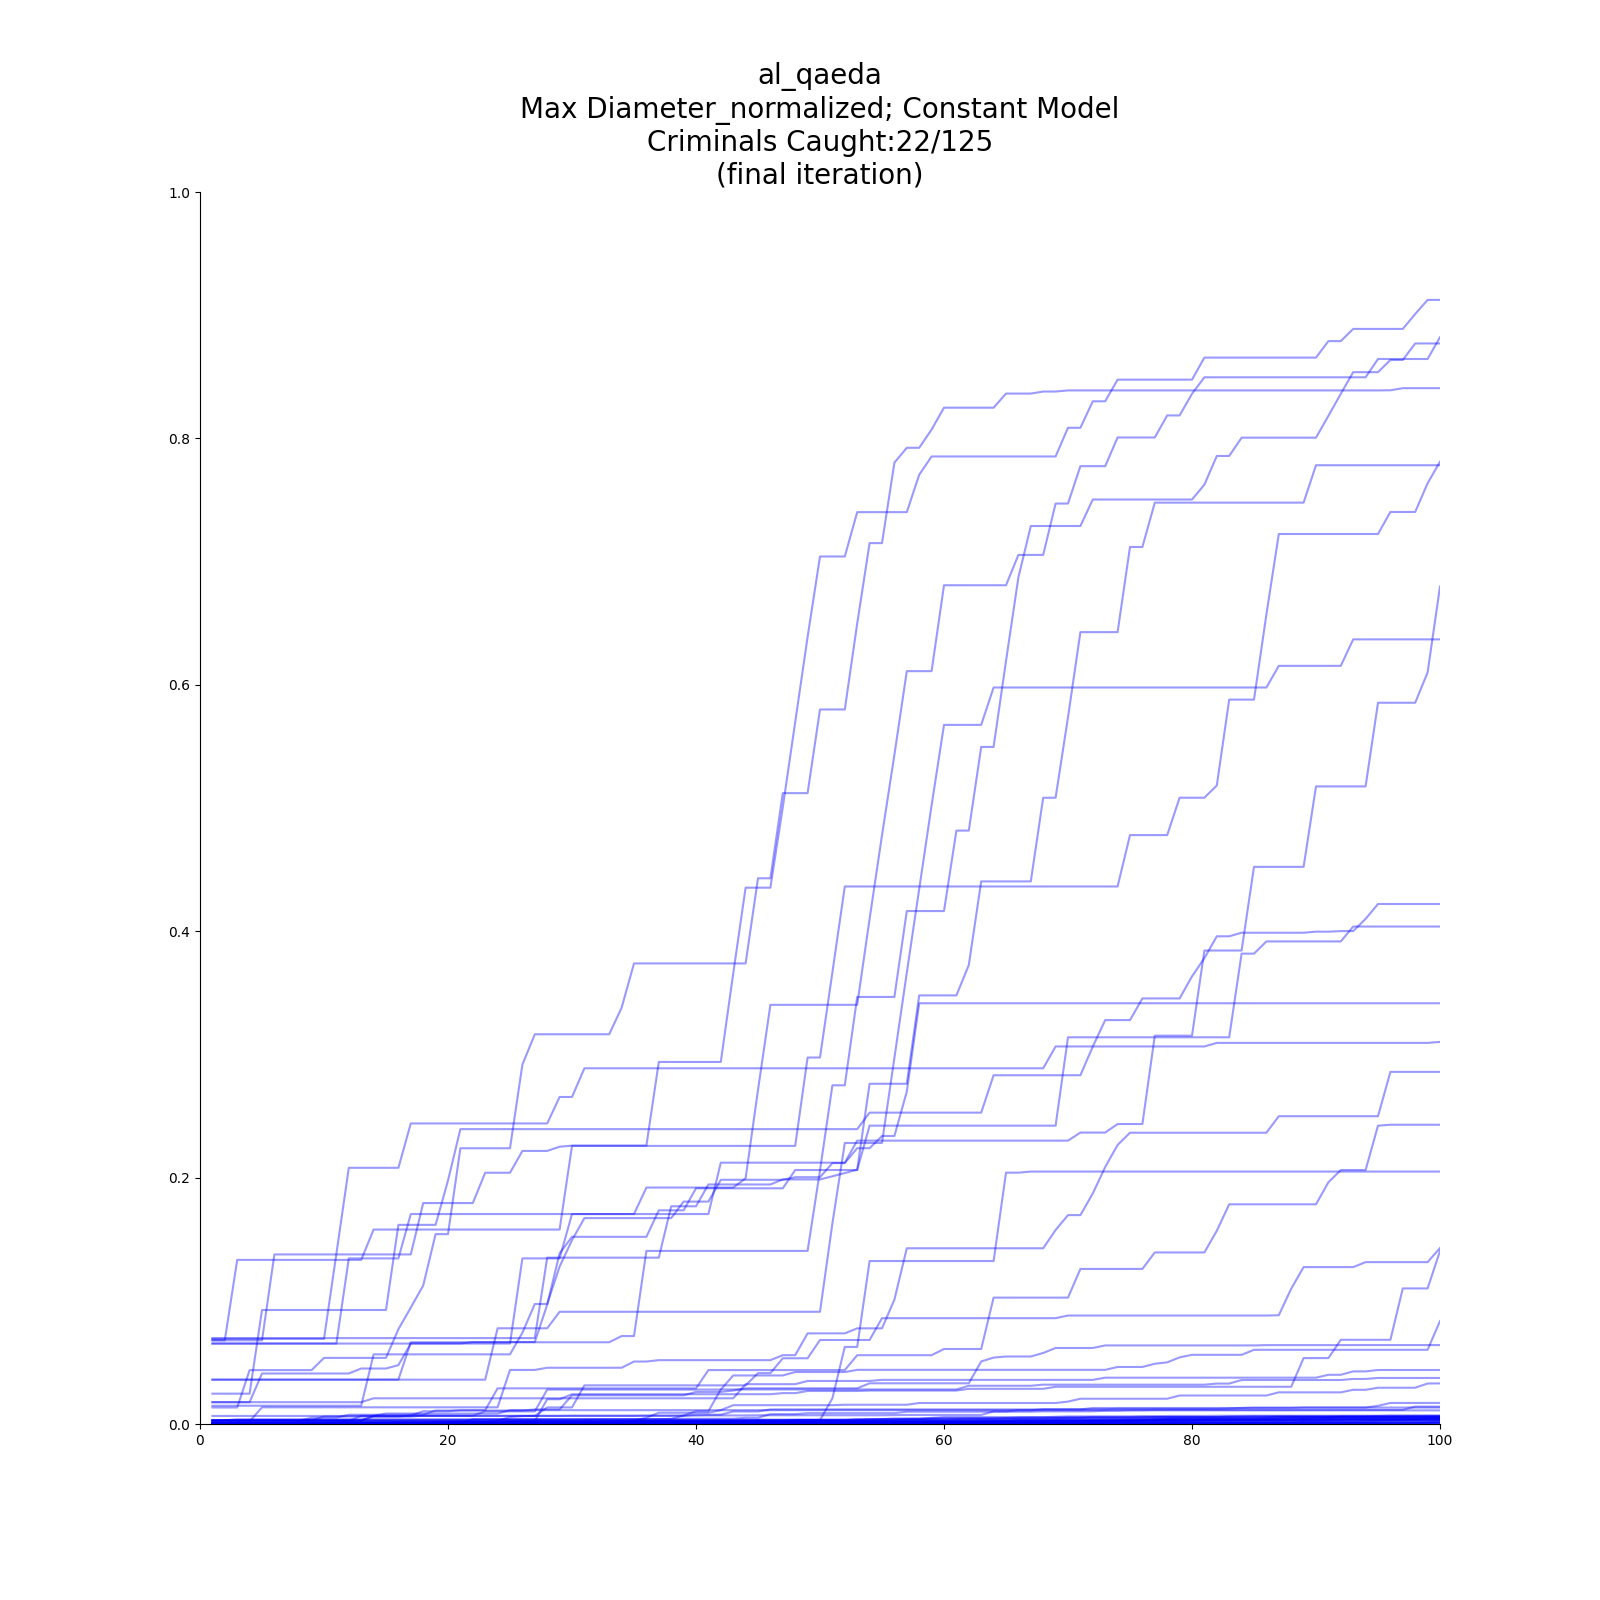 al_qaeda
Max Diameter_normalized; Constant Model
Criminals Caught:22/125
(final iteration)
1.0
0.8
0.6
0.4
0.2
0.0
0 20 40 60 80 100